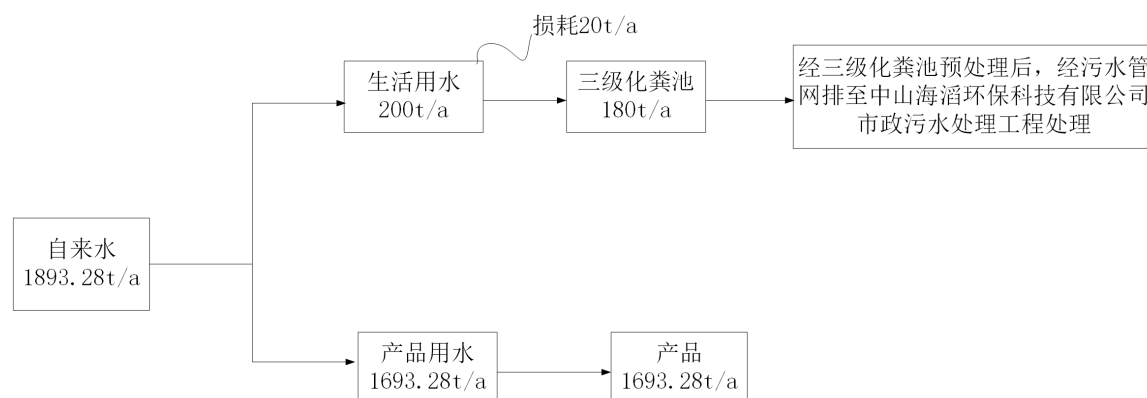 损耗20t/a
生活用水
200t/a
三级化粪池
180t/a
经三级化粪池预处理后，经污水管
网排至中山海滔环保科技有限公司
市政污水处理工程处理
自来水
1893.28t/a
产品用水
1693.28t/a
产品
1693.28t/a